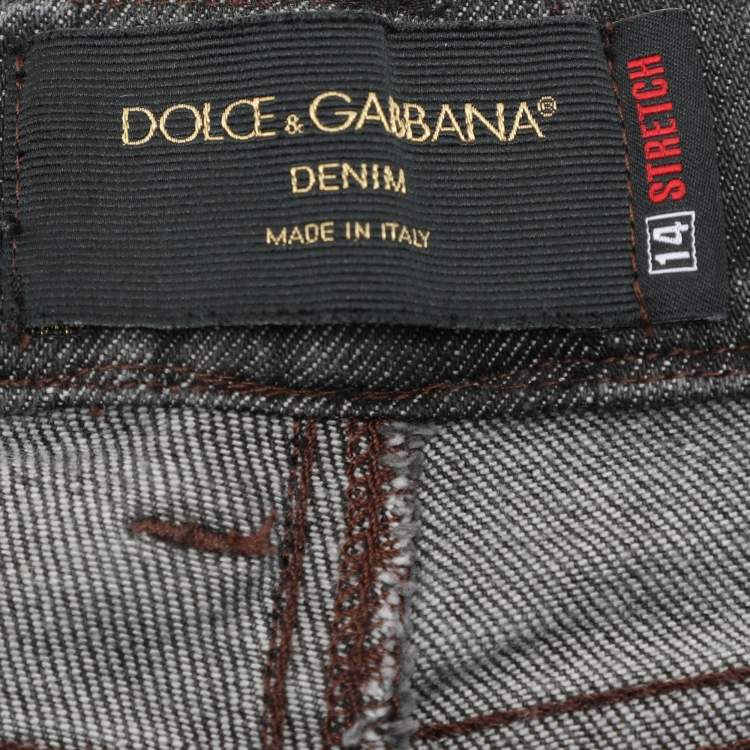 DOLCE & GABBANA®
DENIM
MADE IN ITALY
14 STRETCH